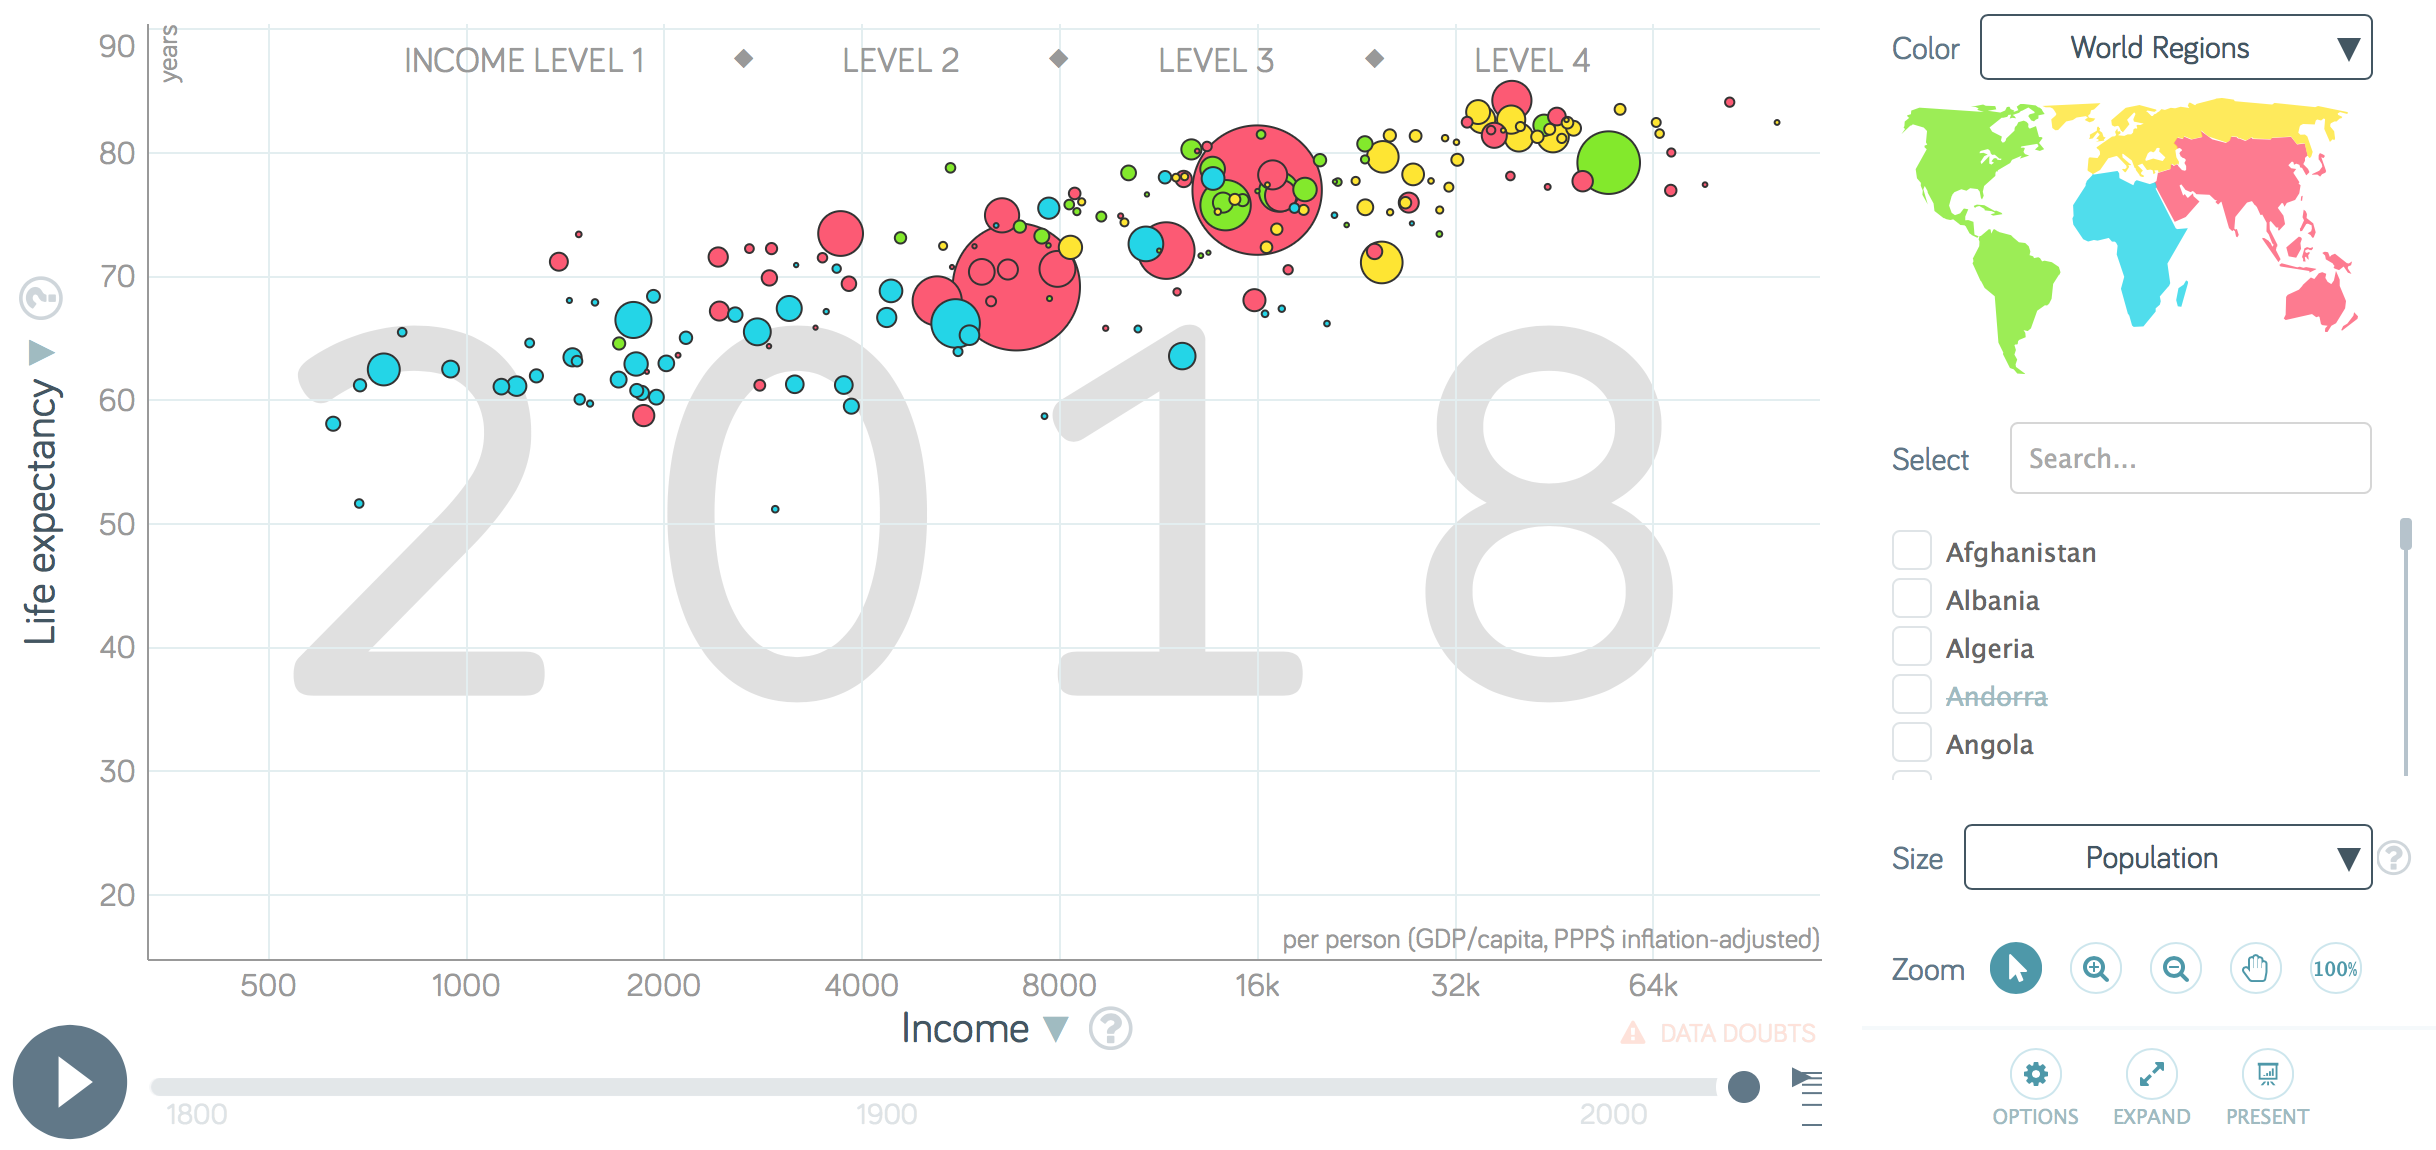 90
years
INCOME LEVEL 1 ◆ LEVEL 2 ◆ LEVEL 3 ◆ LEVEL 4
80
70
60
50
40
30
20
Life expectancy ▼ ?
2018
per person (GDP/capita, PPP$ inflation-adjusted)
500 1000 2000 4000 8000 16k 32k 64k
Income ▼ ?
DATA DOUBTS
1800 1900 2000
Color World Regions ▼
Select Search...
Afghanistan
Albania
Algeria
Andorra
Angola
Size Population ▼ ?
Zoom 100%
OPTIONS EXPAND PRESENT